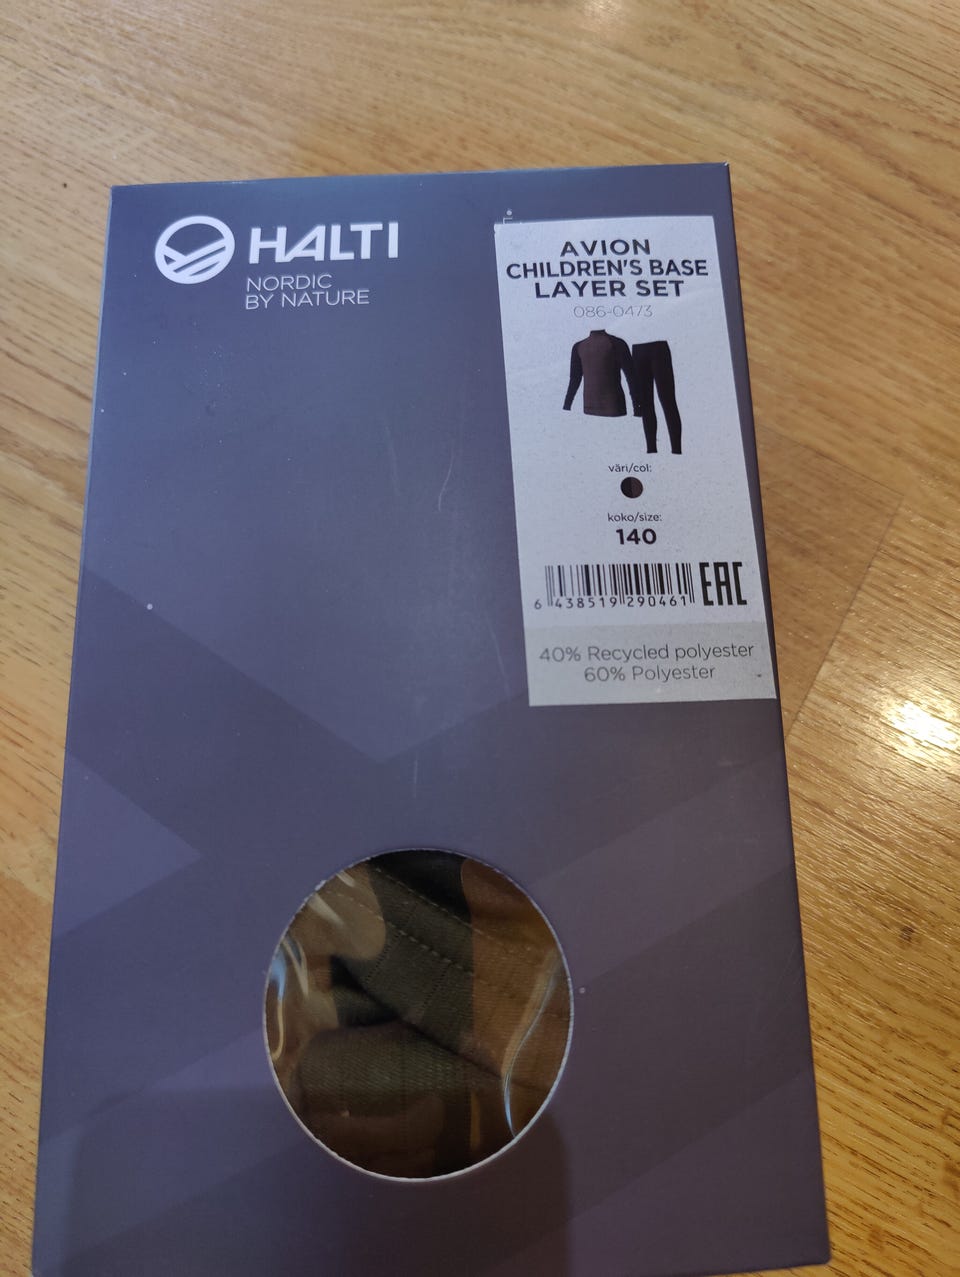 HALTI
NORDIC
BY NATURE
AVION
CHILDREN'S BASE
LAYER SET
086-0473
väri/col:
koko/size:
140
6 438519 290461
EAC
40% Recycled polyester
60% Polyester